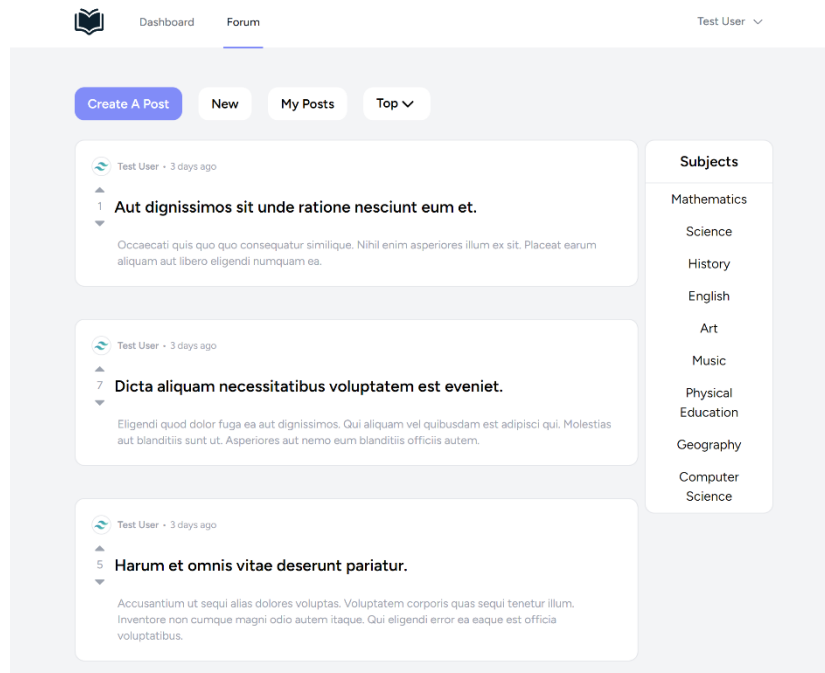 Dashboard Forum Test User
Create A Post New My Posts Top
Test User • 3 days ago
1
Aut dignissimos sit unde ratione nesciunt eum et.
Occaecati quis quo quo consequatur similique. Nihil enim asperiores illum ex sit. Placeat earum
aliquam aut libero eligendi numquam ea.
Test User • 3 days ago
7
Dicta aliquam necessitatibus voluptatem est eveniet.
Eligendi quod dolor fuga ea aut dignissimos. Qui aliquam vel quibusdam est adipisci qui. Molestias
aut blanditiis sunt ut. Asperiores aut nemo eum blanditiis officiis autem.
Test User • 3 days ago
5
Harum et omnis vitae deserunt pariatur.
Accusantium ut sequi alias dolores voluptas. Voluptatem corporis quas sequi tenetur illum.
Inventore non cumque magni odio autem itaque. Qui eligendi error ea eaque est officia
voluptatibus.
Subjects
Mathematics
Science
History
English
Art
Music
Physical
Education
Geography
Computer
Science